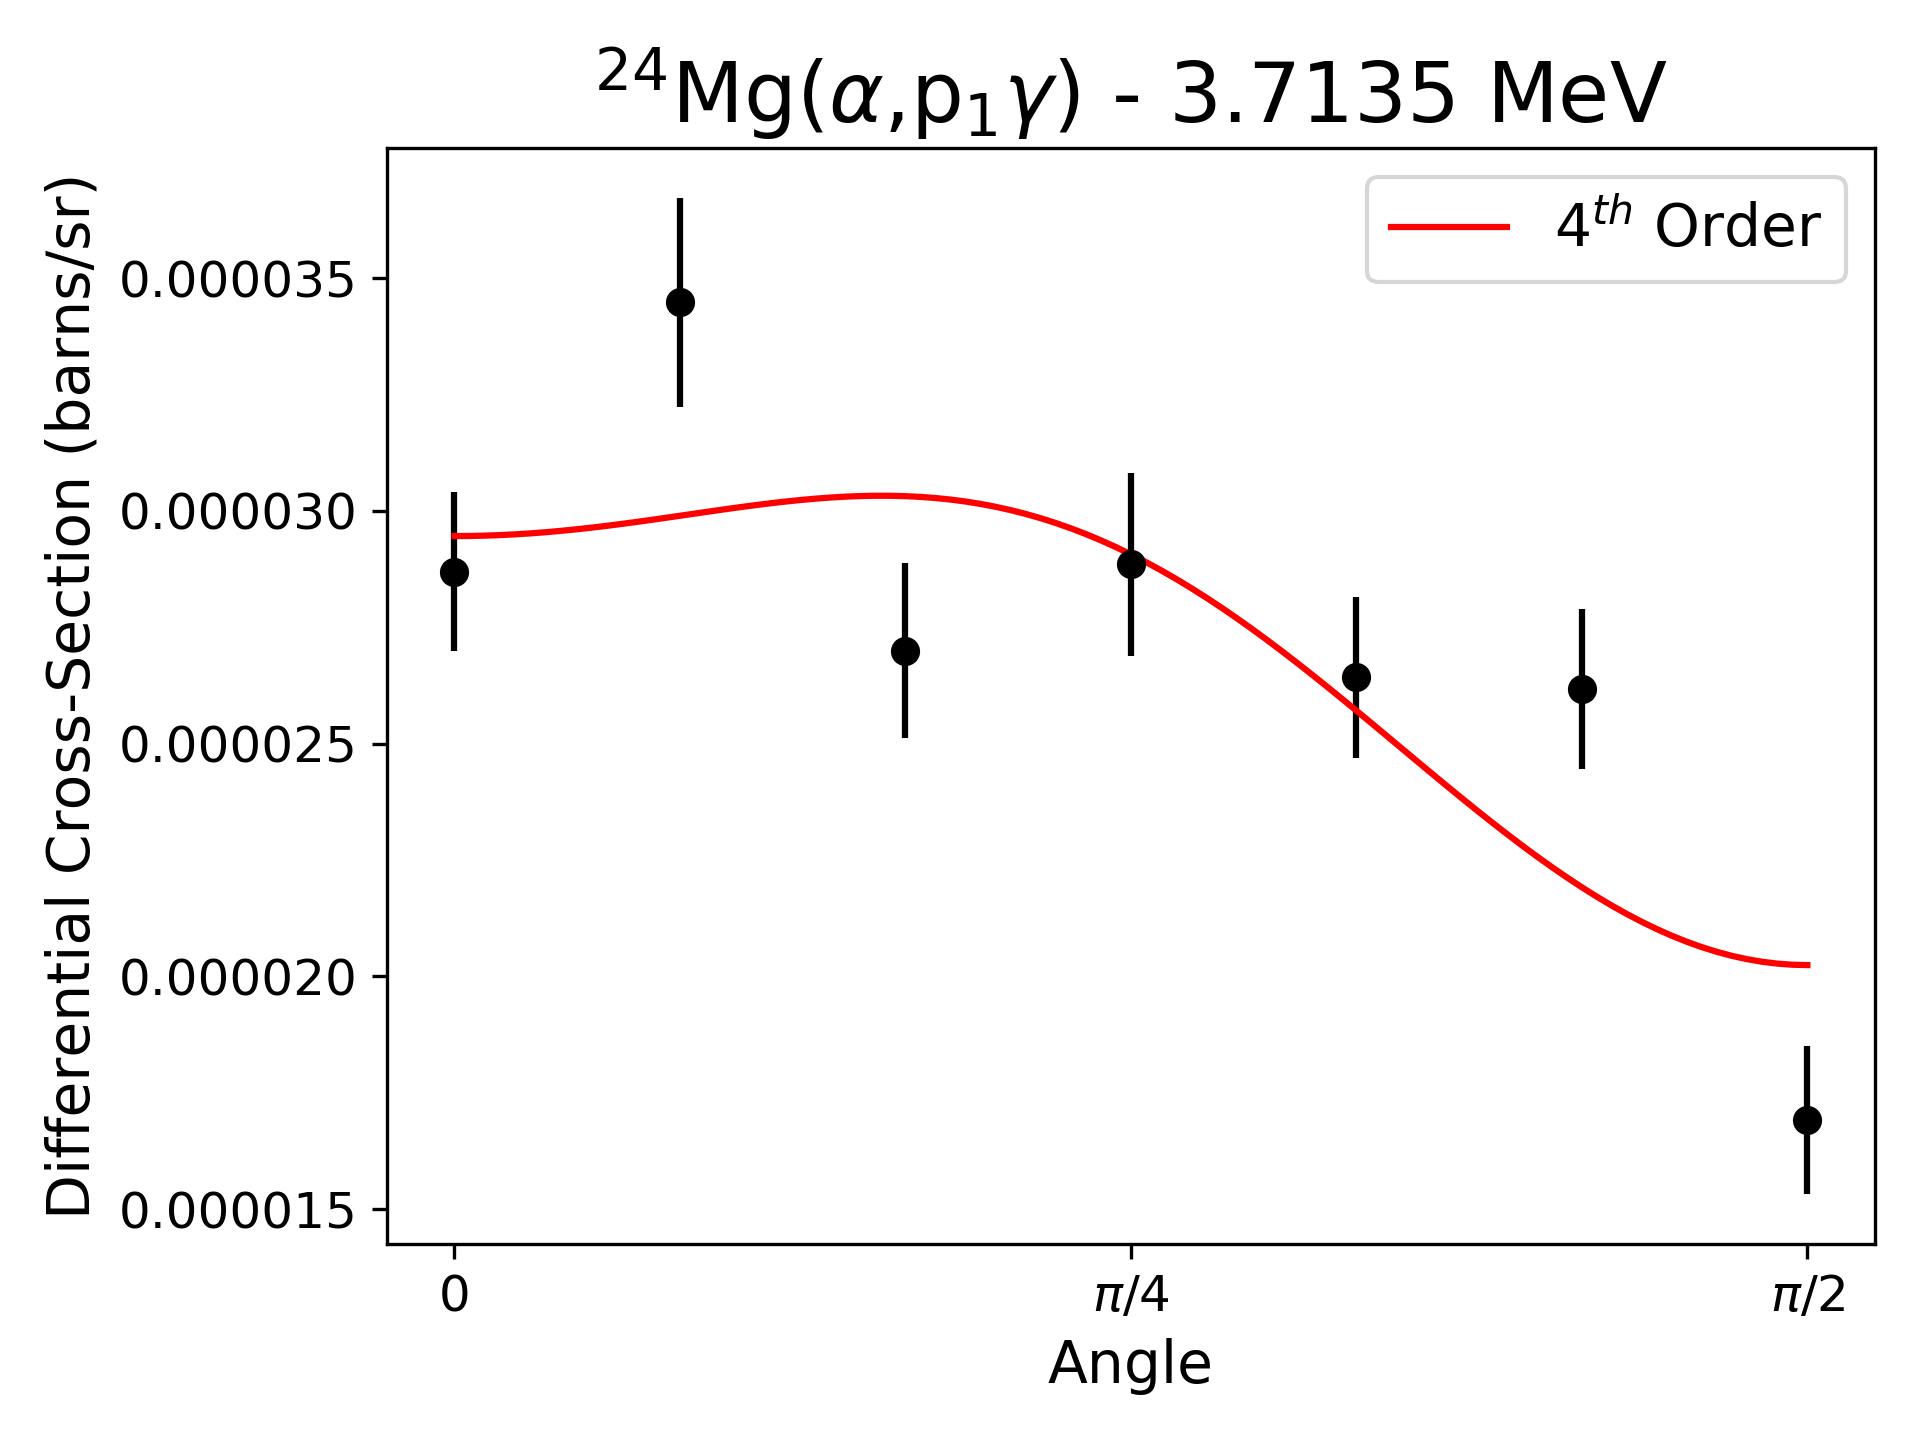 ²⁴Mg(α,p₁γ) - 3.7135 MeV
4ᵗʰ Order
Differential Cross-Section (barns/sr)
0.000035
0.000030
0.000025
0.000020
0.000015
0 π/4 π/2
Angle